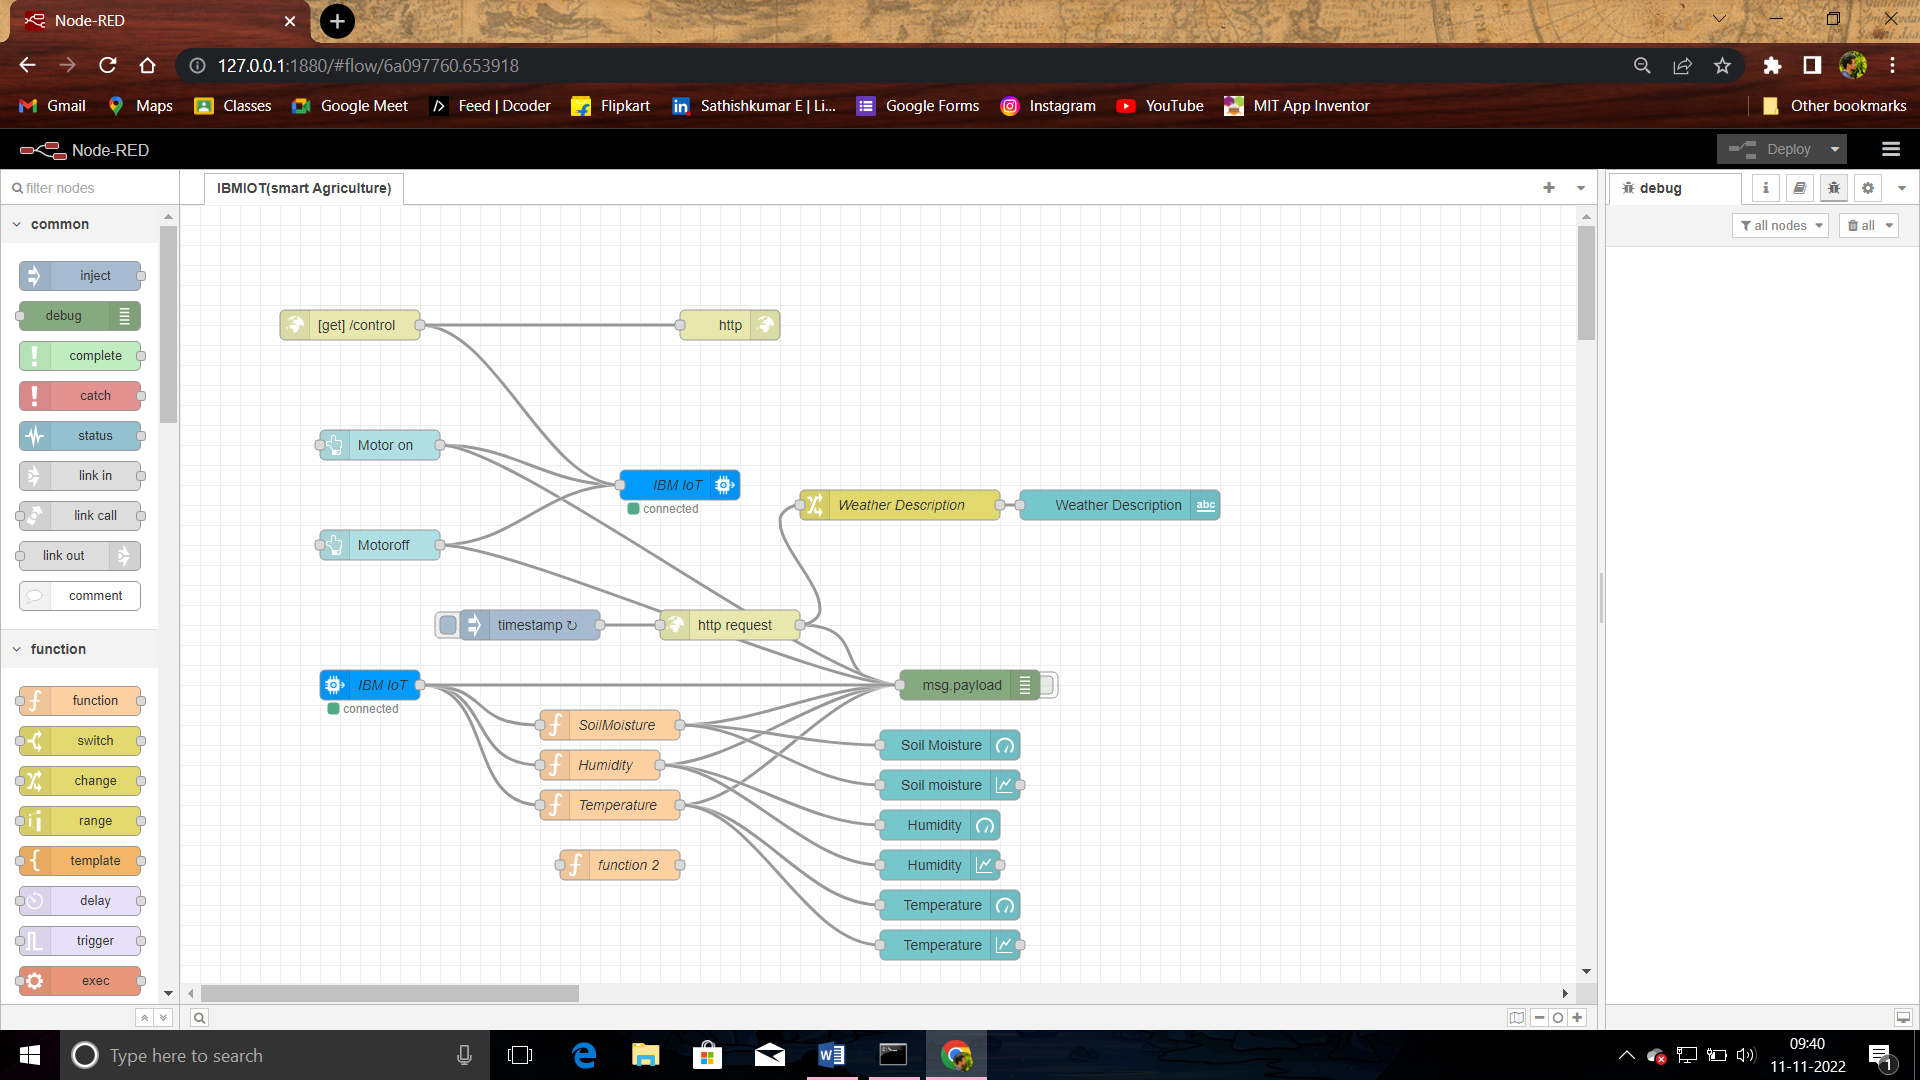 Node-RED
127.0.0.1:1880/#flow/6a097760.653918
Gmail Maps Classes Google Meet Feed | Dcoder Flipkart Sathishkumar E | Li... Google Forms Instagram YouTube MIT App Inventor Other bookmarks
Node-RED Deploy
filter nodes
IBMIOT(smart Agriculture)
debug
all nodes all
common
inject
debug
complete
catch
status
link in
link call
link out
comment
function
function
switch
change
range
template
delay
trigger
exec
[get] /control http
Motor on
IBM IoT
connected
Weather Description Weather Description abc
Motoroff
timestamp ↻ http request
IBM IoT
connected
msg.payload
SoilMoisture
Humidity
Temperature
function 2
Soil Moisture
Soil moisture
Humidity
Humidity
Temperature
Temperature
Type here to search
09:40
11-11-2022
1